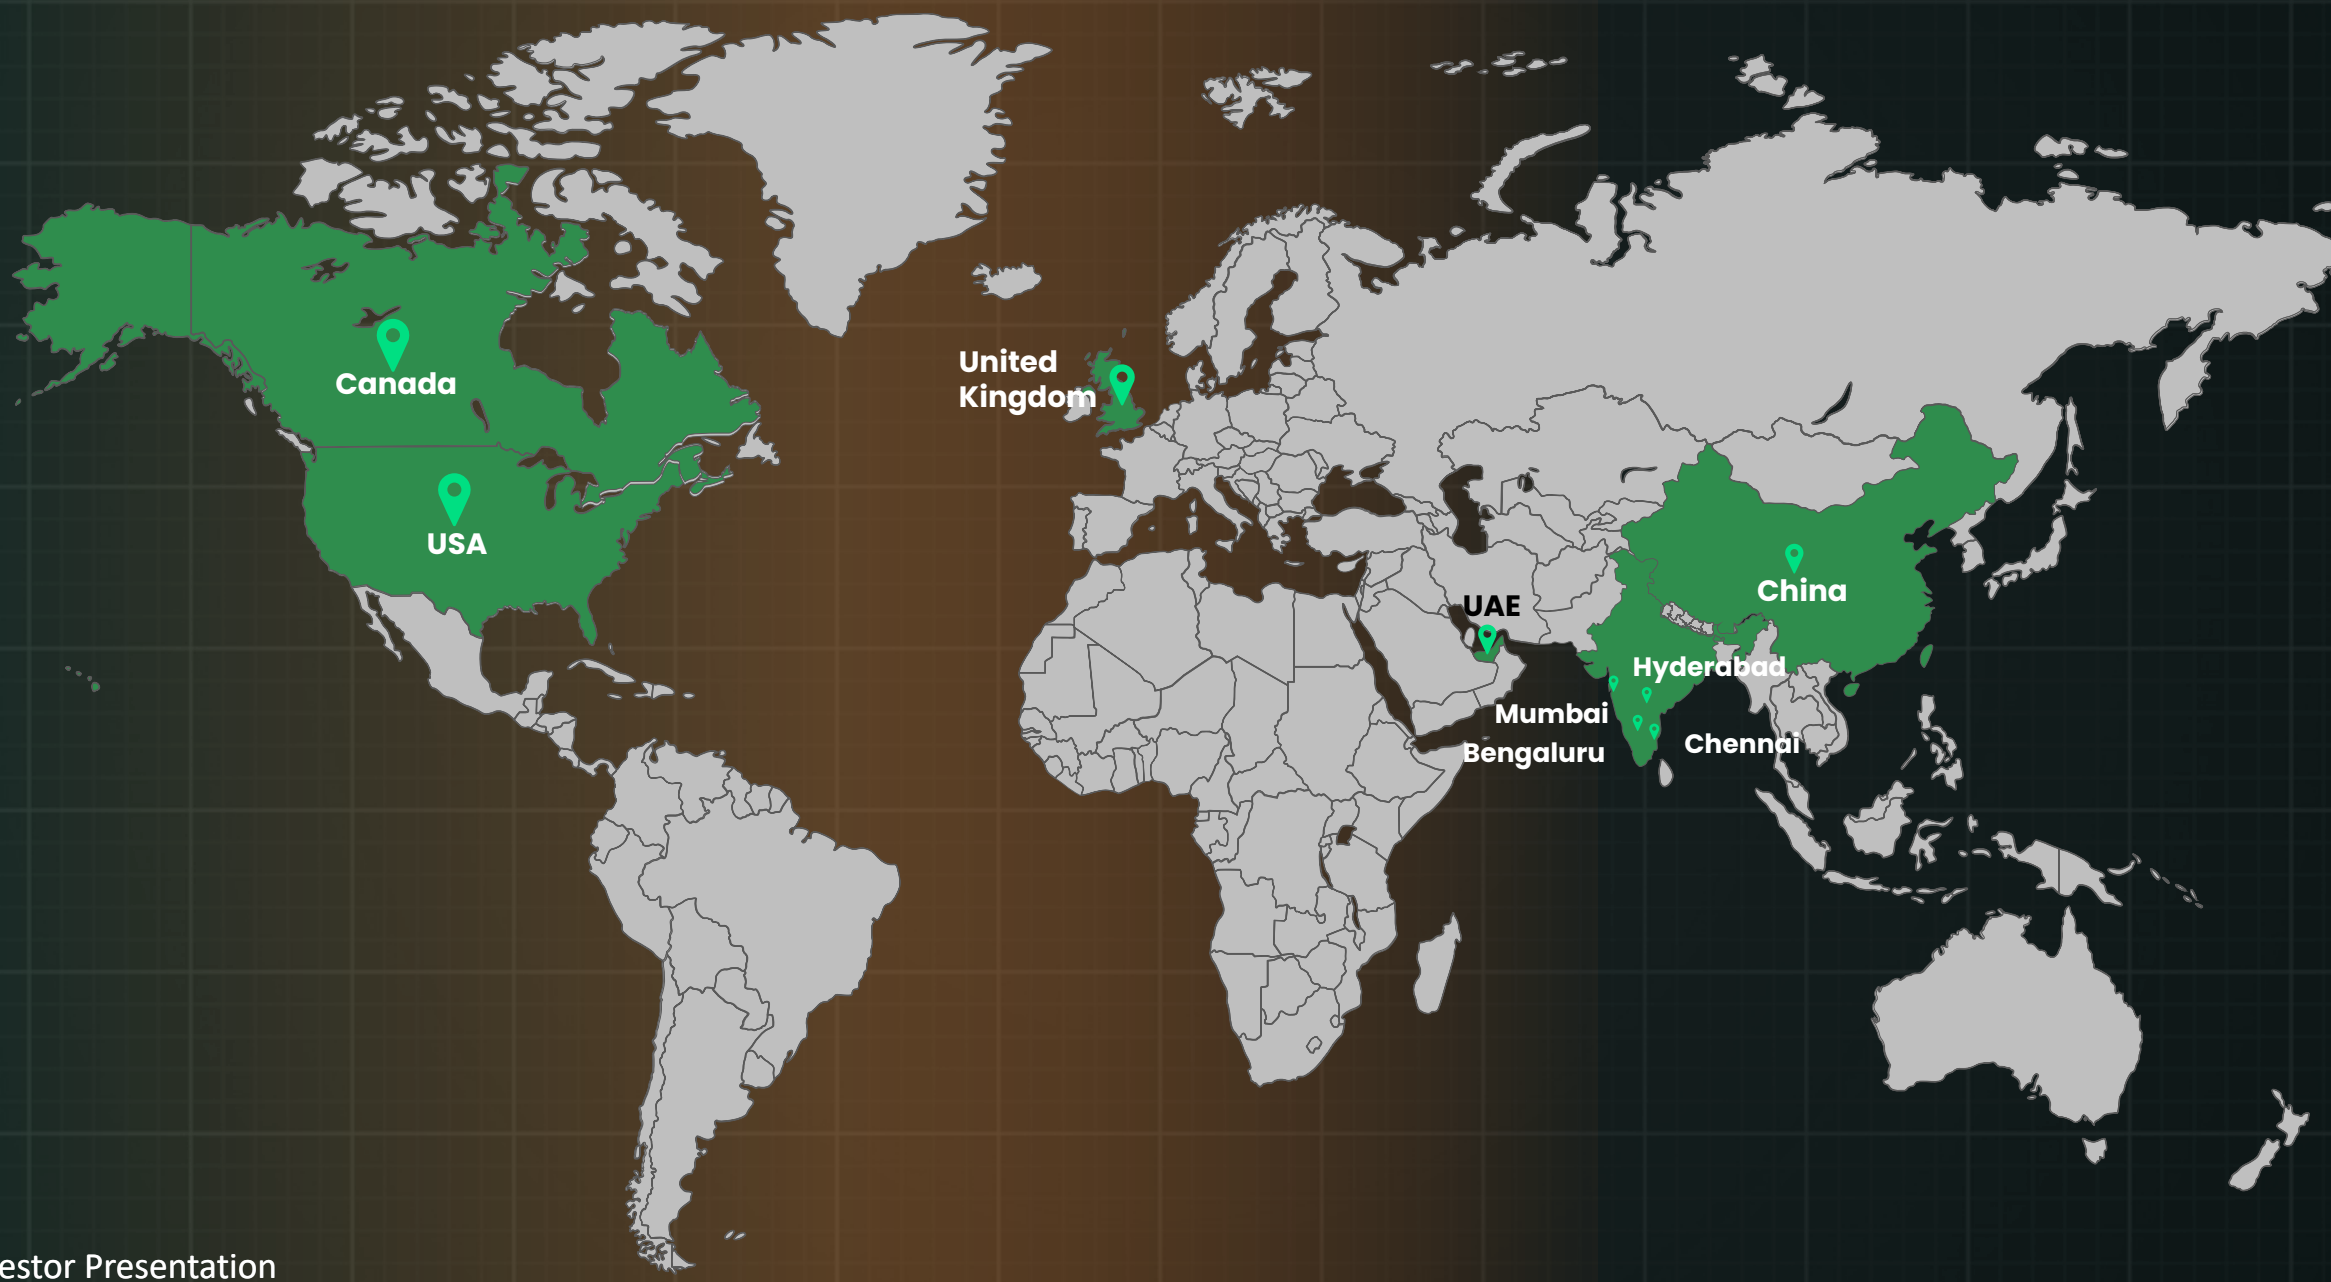 Canada
USA
United
Kingdom
UAE
China
Hyderabad
Mumbai
Bengaluru
Chennai
estor Presentation